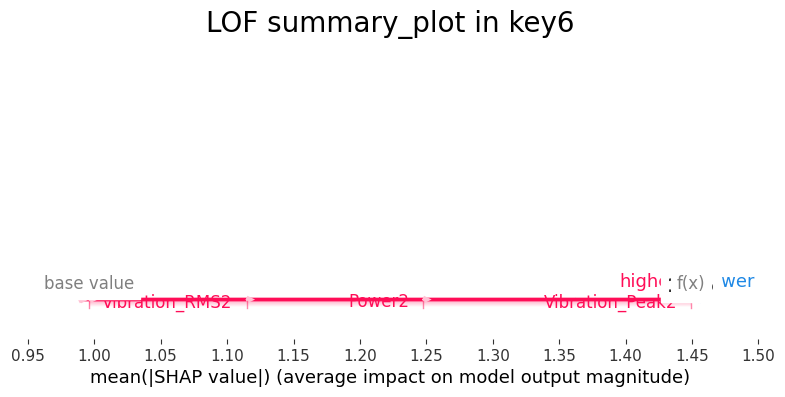 LOF summary_plot in key6
base value
f(x)
wer
Vibration_RMS2
Power2
Vibration_Peak2
0.95 1.00 1.05 1.10 1.15 1.20 1.25 1.30 1.35 1.40 1.45 1.50
mean(|SHAP value|) (average impact on model output magnitude)